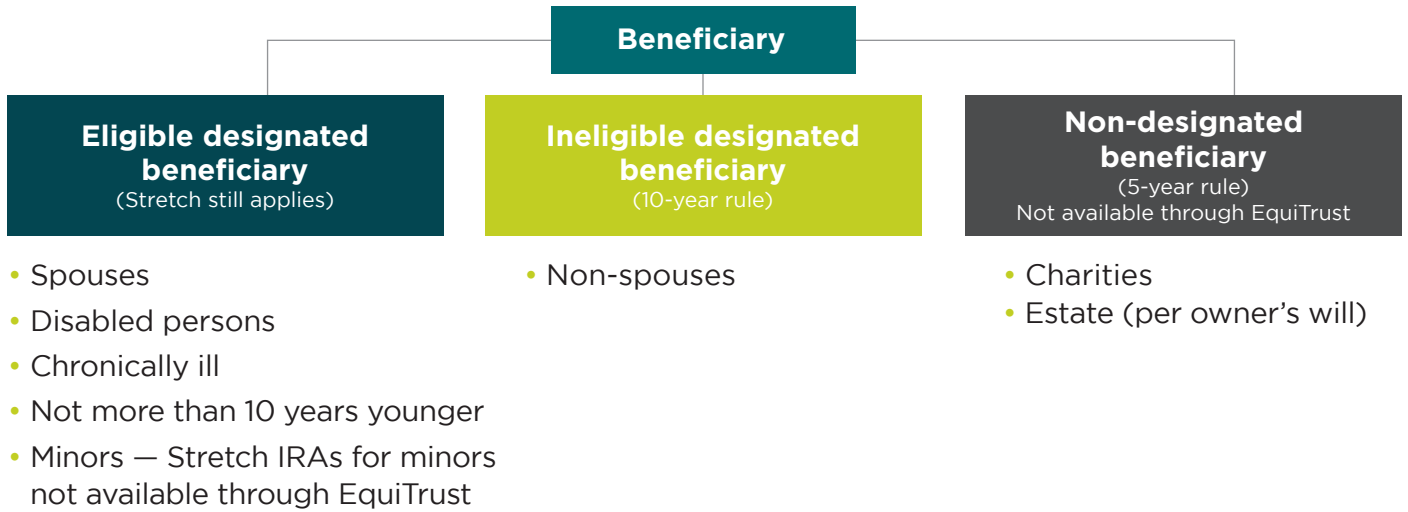 Beneficiary
Eligible designated
beneficiary
(Stretch still applies)
• Spouses
• Disabled persons
• Chronically ill
• Not more than 10 years younger
• Minors — Stretch IRAs for minors
not available through EquiTrust
Ineligible designated
beneficiary
(10-year rule)
• Non-spouses
Non-designated
beneficiary
(5-year rule)
Not available through EquiTrust
• Charities
• Estate (per owner’s will)